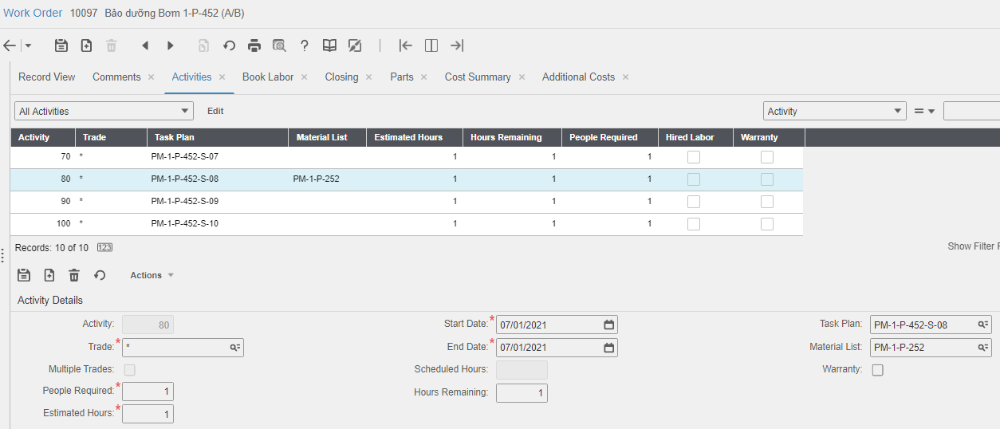 Work Order 10097 Bảo dưỡng Bơm 1-P-452 (A/B)
Record View Comments × Activities × Book Labor × Closing × Parts × Cost Summary × Additional Costs ×
All Activities Edit Activity =
Activity Trade Task Plan Material List Estimated Hours Hours Remaining People Required Hired Labor Warranty
70 * PM-1-P-452-S-07 1 1 1
80 * PM-1-P-452-S-08 PM-1-P-252 1 1 1
90 * PM-1-P-452-S-09 1 1 1
100 * PM-1-P-452-S-10 1 1 1
Records: 10 of 10 123 Show Filter
Actions
Activity Details
Activity: 80 Start Date:* 07/01/2021 Task Plan: PM-1-P-452-S-08
Trade:* * End Date:* 07/01/2021 Material List: PM-1-P-252
Multiple Trades: Scheduled Hours: Warranty:
People Required:* 1 Hours Remaining: 1
Estimated Hours:* 1